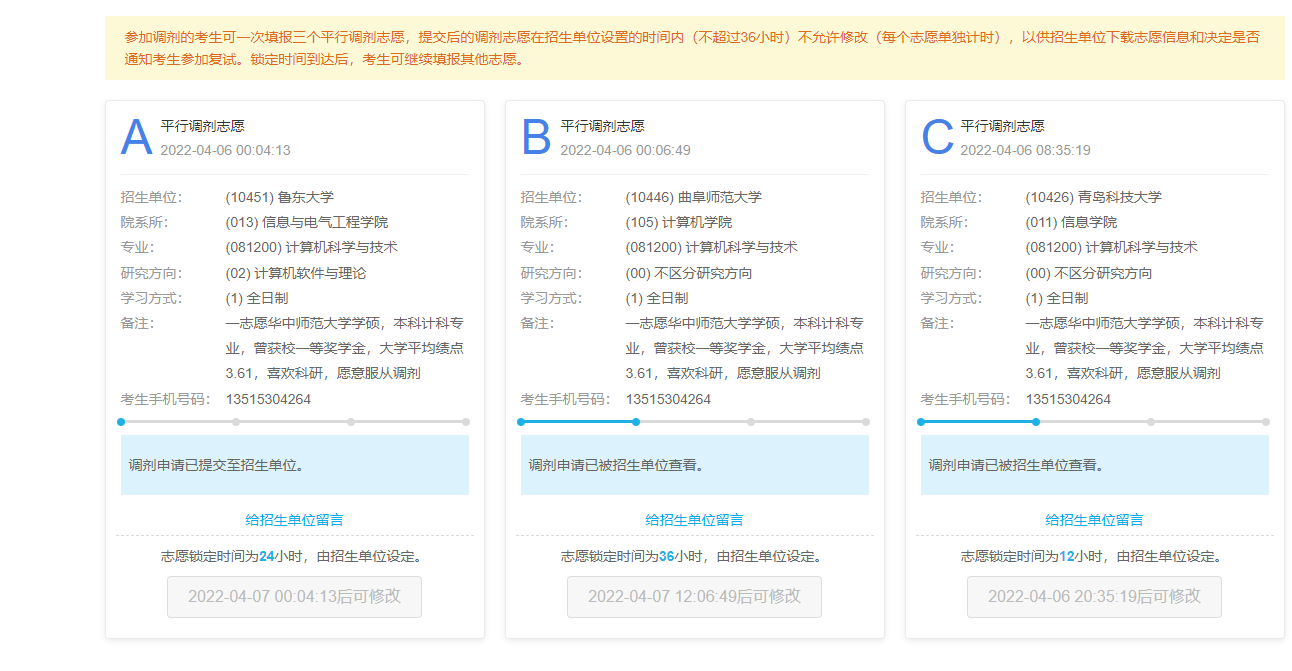 参加调剂的考生可一次填报三个平行调剂志愿，提交后的调剂志愿在招生单位设置的时间内（不超过36小时）不允许修改（每个志愿单独计时），以供招生单位下载志愿信息和决定是否
通知考生参加复试。锁定时间到达后，考生可继续填报其他志愿。
A 平行调剂志愿
2022-04-06 00:04:13
招生单位： (10451) 鲁东大学
院系所： (013) 信息与电气工程学院
专业： (081200) 计算机科学与技术
研究方向： (02) 计算机软件与理论
学习方式： (1) 全日制
备注： 一志愿华中师范大学学硕，本科计科专
业，曾获校一等奖学金，大学平均绩点
3.61，喜欢科研，愿意服从调剂
考生手机号码： 13515304264
调剂申请已提交至招生单位。
给招生单位留言
志愿锁定时间为24小时，由招生单位设定。
2022-04-07 00:04:13后可修改
B 平行调剂志愿
2022-04-06 00:06:49
招生单位： (10446) 曲阜师范大学
院系所： (105) 计算机学院
专业： (081200) 计算机科学与技术
研究方向： (00) 不区分研究方向
学习方式： (1) 全日制
备注： 一志愿华中师范大学学硕，本科计科专
业，曾获校一等奖学金，大学平均绩点
3.61，喜欢科研，愿意服从调剂
考生手机号码： 13515304264
调剂申请已被招生单位查看。
给招生单位留言
志愿锁定时间为36小时，由招生单位设定。
2022-04-07 12:06:49后可修改
C 平行调剂志愿
2022-04-06 08:35:19
招生单位： (10426) 青岛科技大学
院系所： (011) 信息学院
专业： (081200) 计算机科学与技术
研究方向： (00) 不区分研究方向
学习方式： (1) 全日制
备注： 一志愿华中师范大学学硕，本科计科专
业，曾获校一等奖学金，大学平均绩点
3.61，喜欢科研，愿意服从调剂
考生手机号码： 13515304264
调剂申请已被招生单位查看。
给招生单位留言
志愿锁定时间为12小时，由招生单位设定。
2022-04-06 20:35:19后可修改